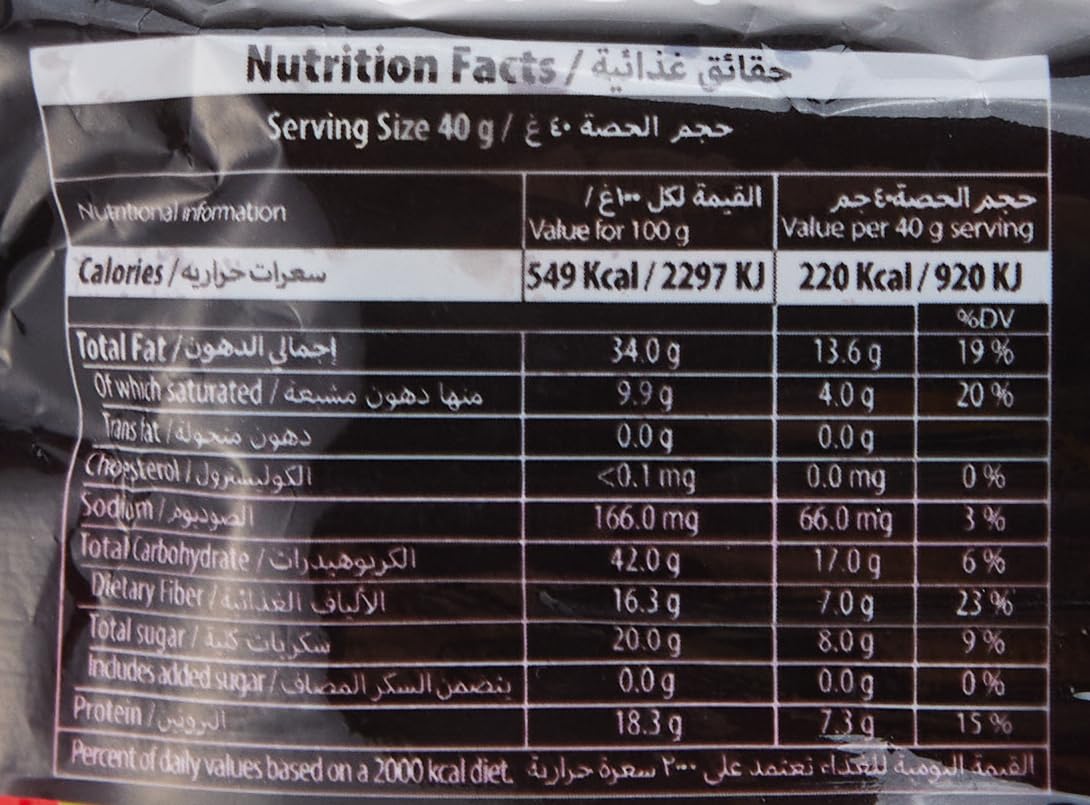 Nutrition Facts / حقائق غذائية
Serving Size 40 g / حجم الحصة ٤٠ غ
Nutritional information القيمة لكل ١٠٠غ / حجم الحصة ٤٠جم
Value for 100 g Value per 40 g serving
Calories / سعرات حراريه 549 Kcal / 2297 KJ 220 Kcal / 920 KJ
%DV
Total Fat / إجمالي الدهون 34.0 g 13.6 g 19 %
Of which saturated / منها دهون مشبعة 9.9 g 4.0 g 20 %
Trans fat / دهون متحولة 0.0 g 0.0 g
Cholesterol / الكوليسترول <0.1 mg 0.0 mg 0 %
Sodium / الصوديوم 166.0 mg 66.0 mg 3 %
Total Carbohydrate / الكربوهيدرات 42.0 g 17.0 g 6 %
Dietary Fiber / الألياف الغذائية 16.3 g 7.0 g 23 %
Total sugar / سكريات كلية 20.0 g 8.0 g 9 %
Includes added sugar / يتضمن السكر المضاف 0.0 g 0.0 g 0 %
Protein / البروتين 18.3 g 7.3 g 15 %
Percent of daily values based on a 2000 kcal diet. القيمة اليومية للغذاء تعتمد على ٢٠٠٠ سعرة حرارية